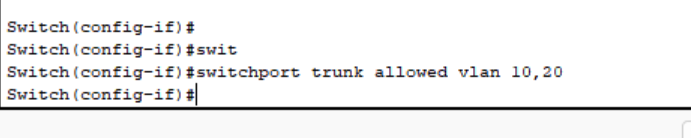 Switch(config-if)#
Switch(config-if)#swit
Switch(config-if)#switchport trunk allowed vlan 10,20
Switch(config-if)#